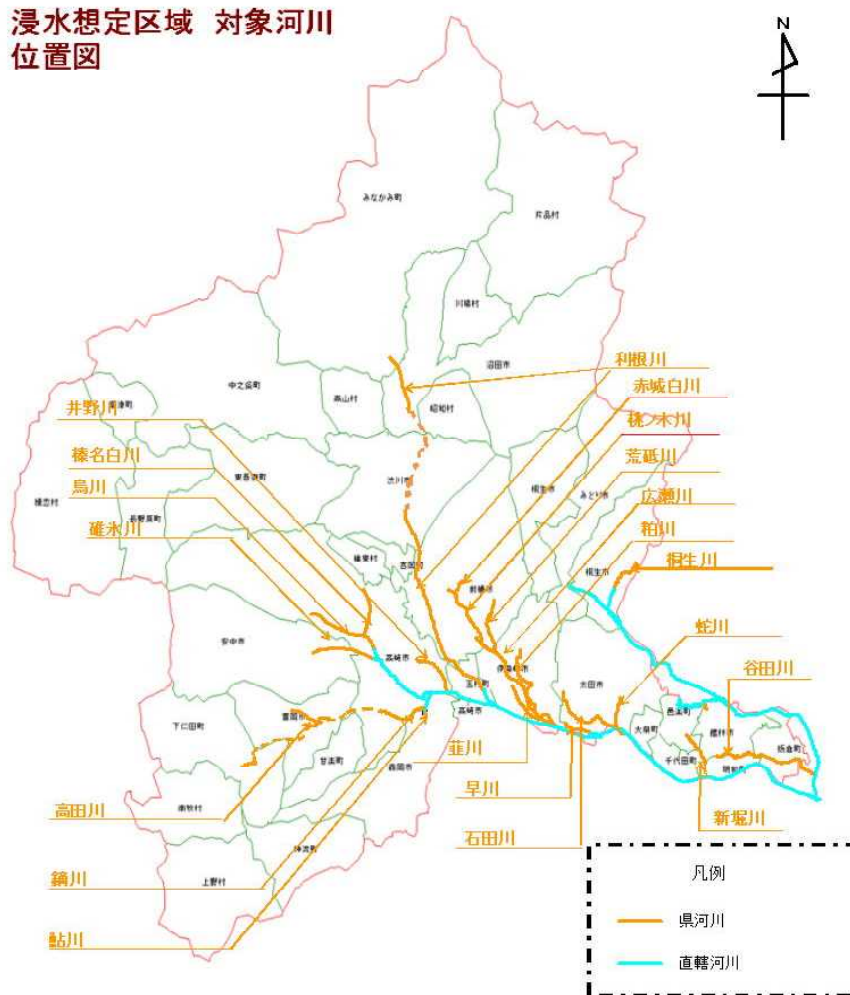 浸水想定区域 対象河川
位置図
N
みなかみ町
片品村
川場村
沼田市
利根川
中之条町
高山村
昭和村
赤城白川
井野川
草津町
桃ノ木川
榛名白川
東吾妻町
渋川市
荒砥川
桐生市
みどり市
烏川
嬬恋村
長野原町
広瀬川
碓氷川
粕川
榛東村
吉岡町
桐生川
前橋市
桐生市
安中市
高崎市
蛇川
伊勢崎市
太田市
谷田川
玉村町
下仁田町
富岡市
高崎市
邑楽町
館林市
大泉町
板倉町
甘楽町
藤岡市
韮川
千代田町
明和町
高田川
南牧村
早川
新堀川
石田川
神流町
鏑川
上野村
鮎川
凡例
県河川
直轄河川